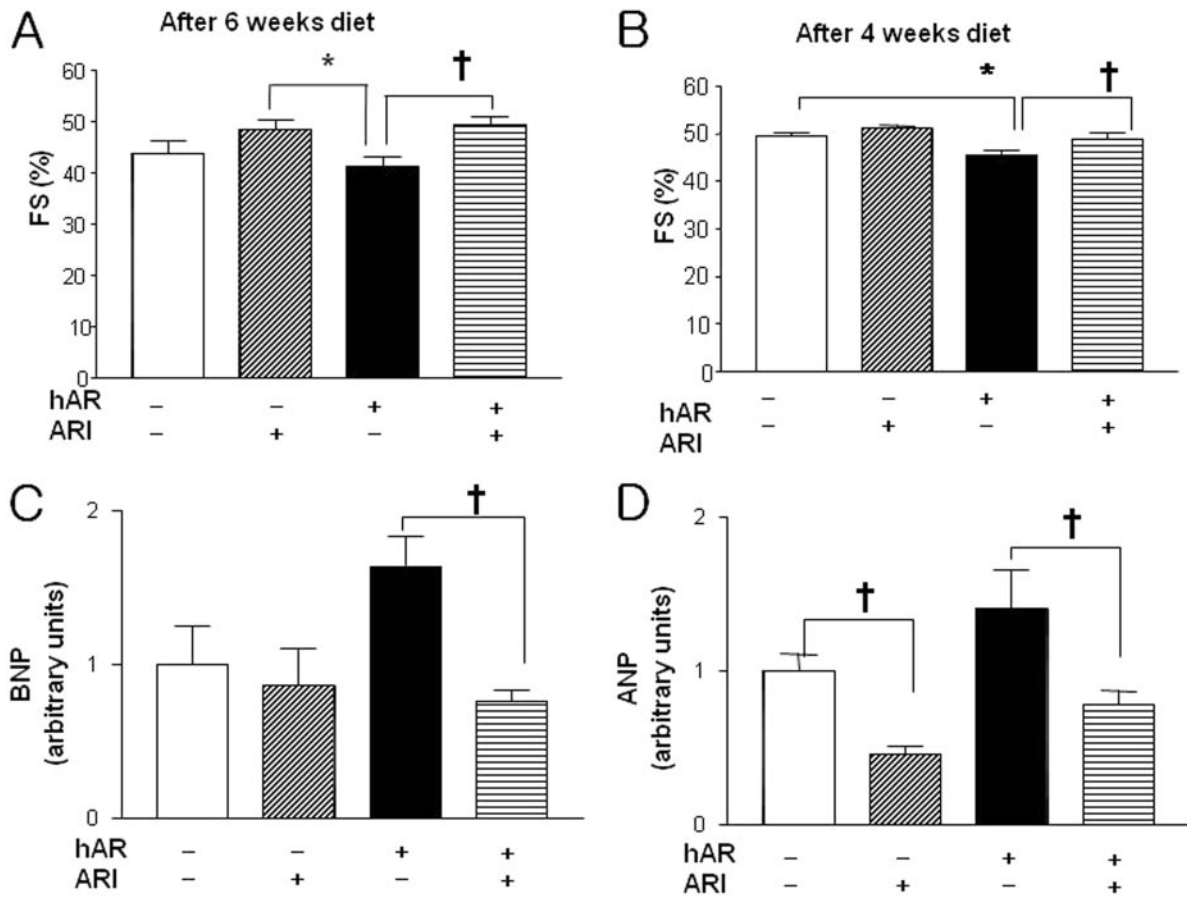 A After 6 weeks diet
* †
60
50
40
30
20
10
0
FS (%)
hAR – – + +
ARI – + – +
B After 4 weeks diet
* †
60
50
40
30
20
10
0
FS (%)
hAR – – + +
ARI – + – +
C
†
2
1
0
BNP
(arbitrary units)
hAR – – + +
ARI – + – +
D
† †
2
1
0
ANP
(arbitrary units)
hAR – – + +
ARI – + – +